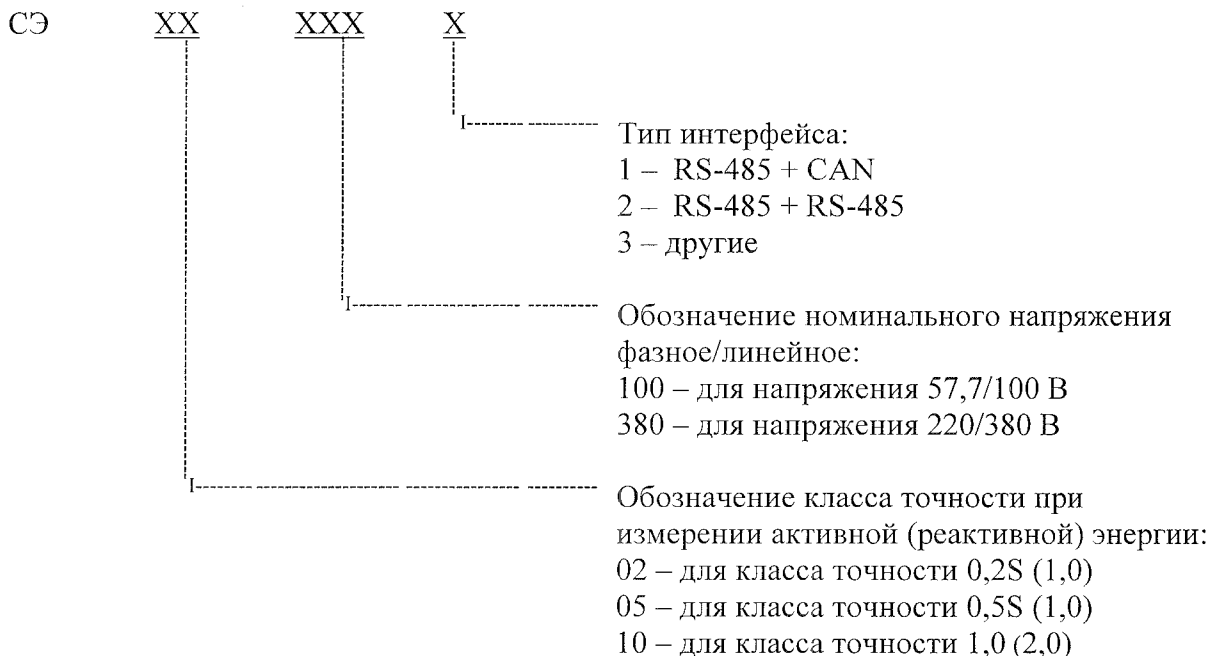 СЭ XX XXX X
Тип интерфейса:
1 – RS-485 + CAN
2 – RS-485 + RS-485
3 – другие
Обозначение номинального напряжения
фазное/линейное:
100 – для напряжения 57,7/100 В
380 – для напряжения 220/380 В
Обозначение класса точности при
измерении активной (реактивной) энергии:
02 – для класса точности 0,2S (1,0)
05 – для класса точности 0,5S (1,0)
10 – для класса точности 1,0 (2,0)